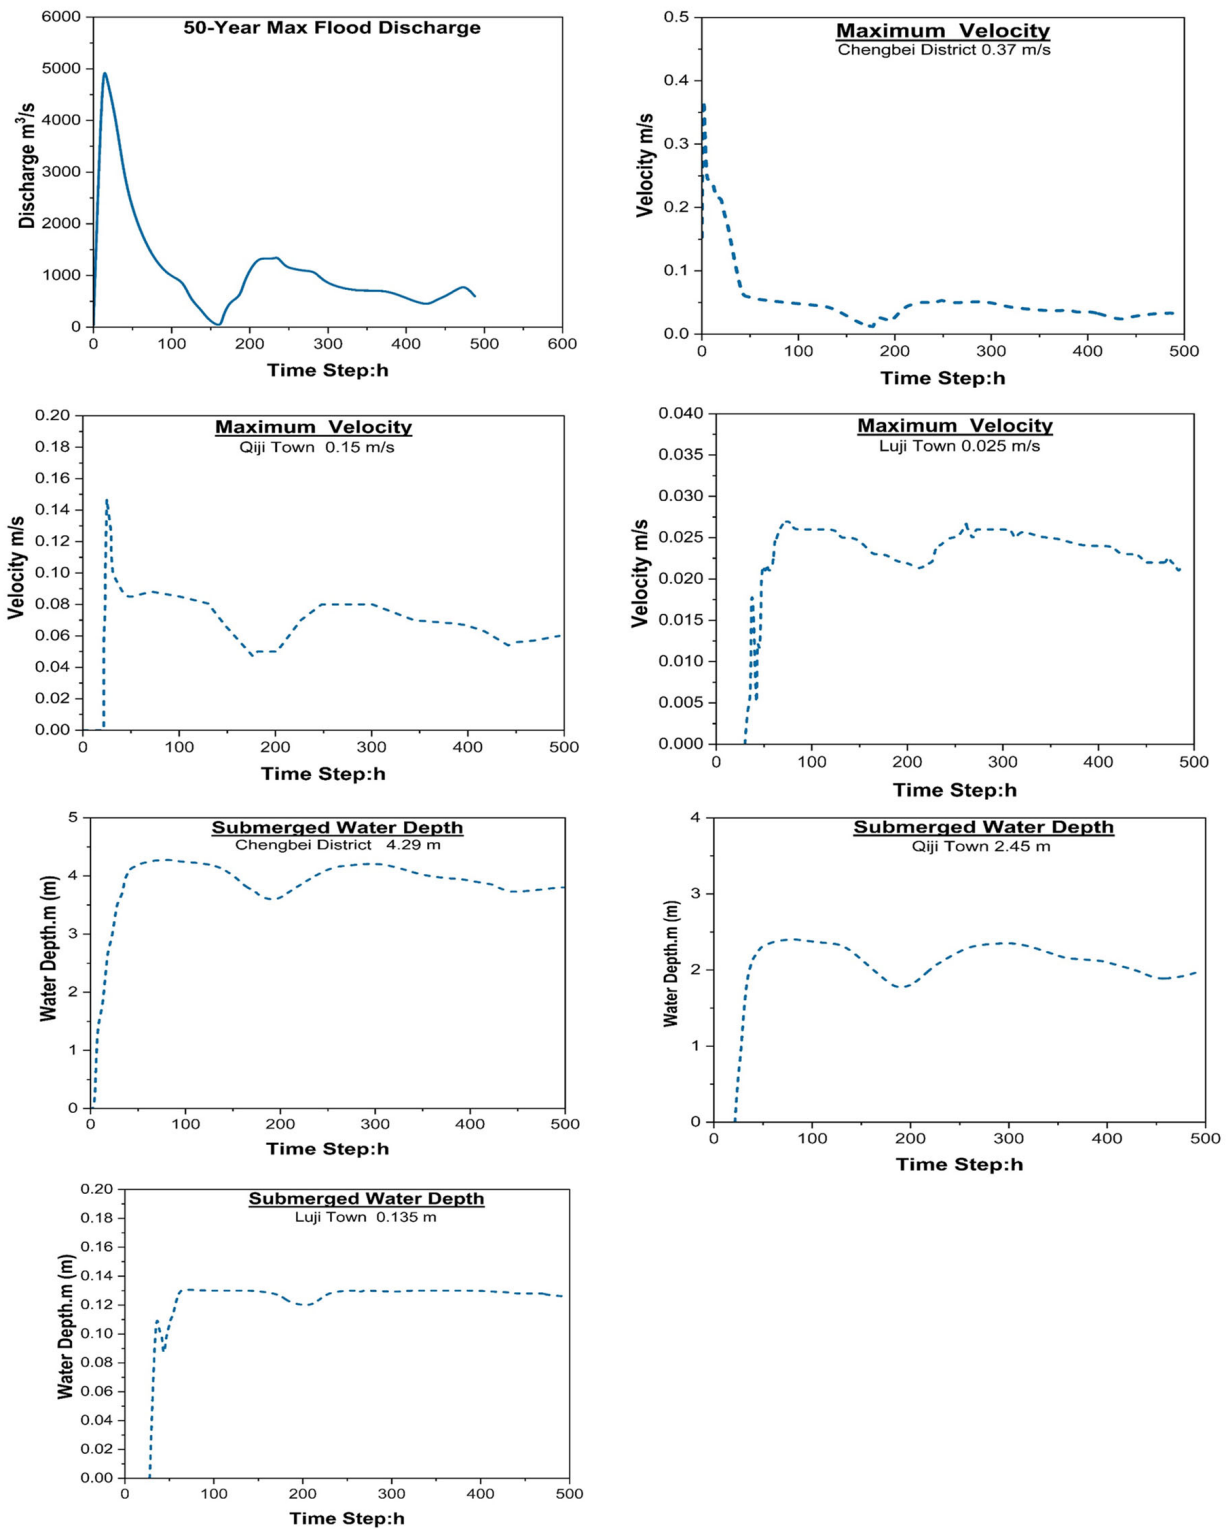 50-Year Max Flood Discharge
6000
5000
4000
3000
2000
1000
0
Discharge m³/s
0 100 200 300 400 500 600
Time Step:h
Maximum Velocity
Chengbei District 0.37 m/s
0.5
0.4
0.3
0.2
0.1
0.0
Velocity m/s
0 100 200 300 400 500
Time Step:h
Maximum Velocity
Qiji Town 0.15 m/s
0.20
0.18
0.16
0.14
0.12
0.10
0.08
0.06
0.04
0.02
0.00
Velocity m/s
0 100 200 300 400 500
Time Step:h
Maximum Velocity
Luji Town 0.025 m/s
0.040
0.035
0.030
0.025
0.020
0.015
0.010
0.005
0.000
Velocity m/s
0 100 200 300 400 500
Time Step:h
Submerged Water Depth
Chengbei District 4.29 m
5
4
3
2
1
0
Water Depth.m (m)
0 100 200 300 400 500
Time Step:h
Submerged Water Depth
Qiji Town 2.45 m
4
3
2
1
0
Water Depth.m (m)
0 100 200 300 400 500
Time Step:h
Submerged Water Depth
Luji Town 0.135 m
0.20
0.18
0.16
0.14
0.12
0.10
0.08
0.06
0.04
0.02
0.00
Water Depth.m (m)
0 100 200 300 400 500
Time Step:h